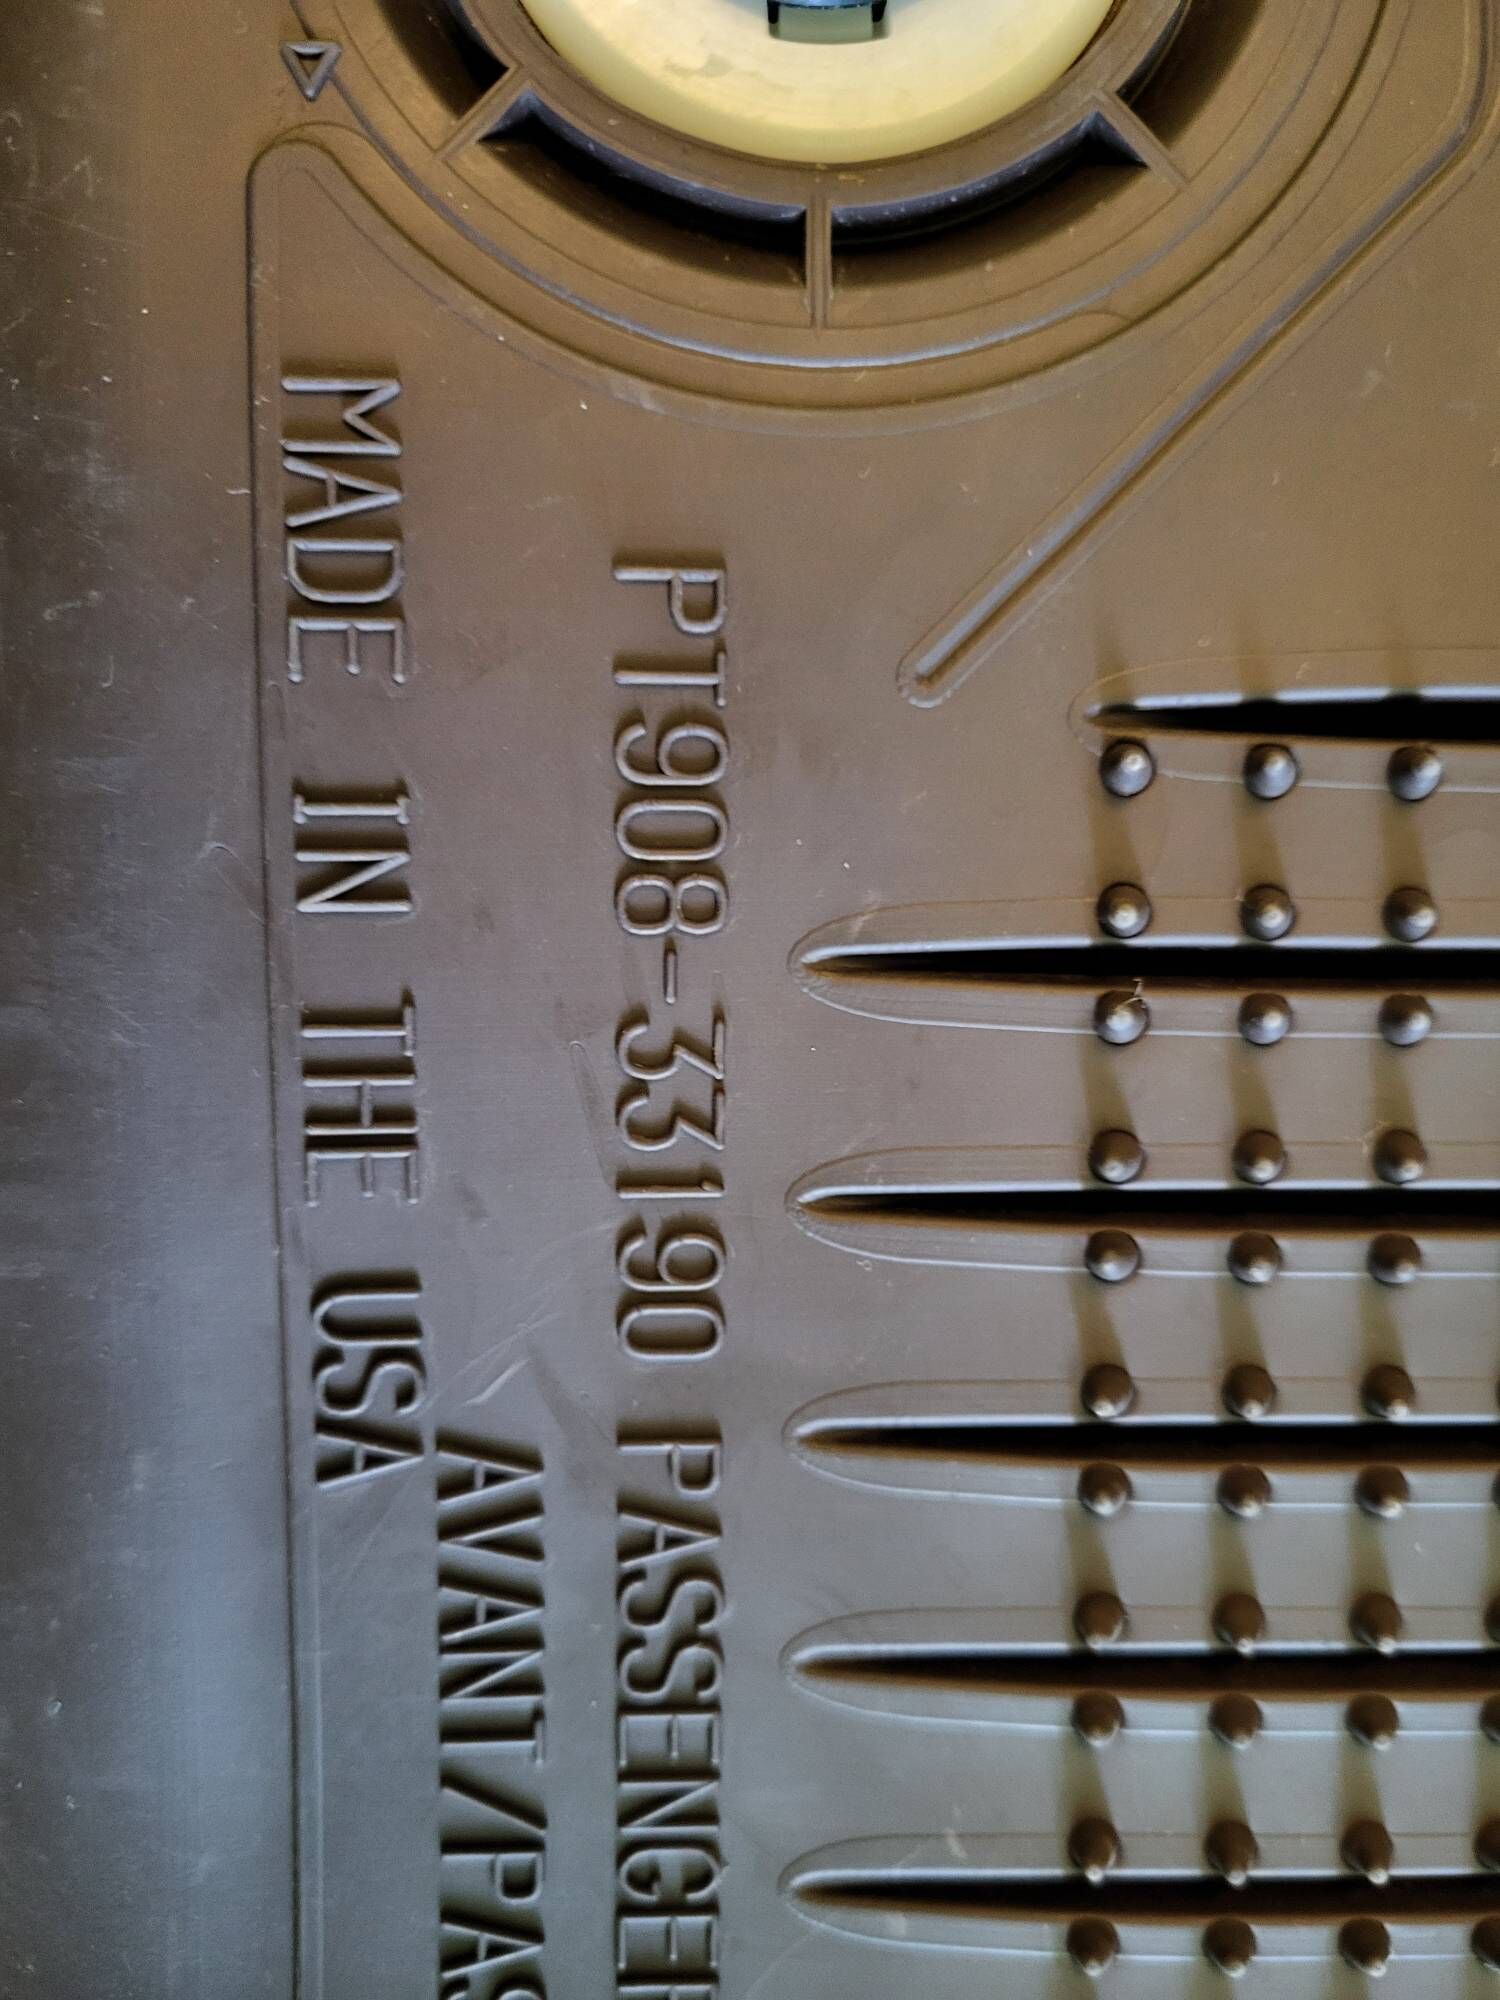 PT908-33190 PASSENGER
AVANT/PAS
MADE IN THE USA